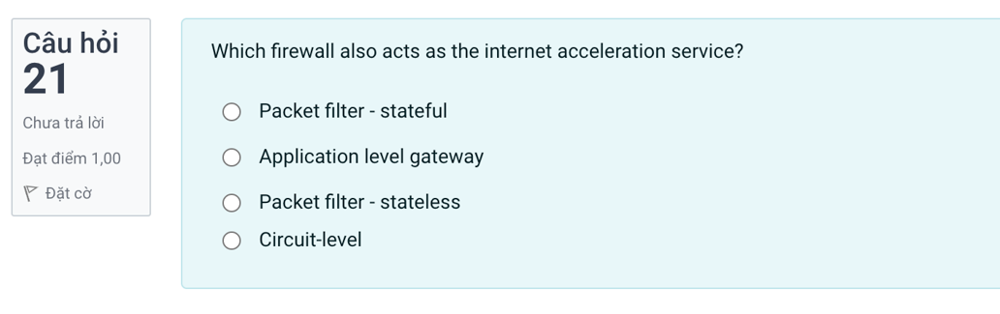 Câu hỏi
21
Chưa trả lời
Đạt điểm 1,00
Đặt cờ
Which firewall also acts as the internet acceleration service?
Packet filter - stateful
Application level gateway
Packet filter - stateless
Circuit-level